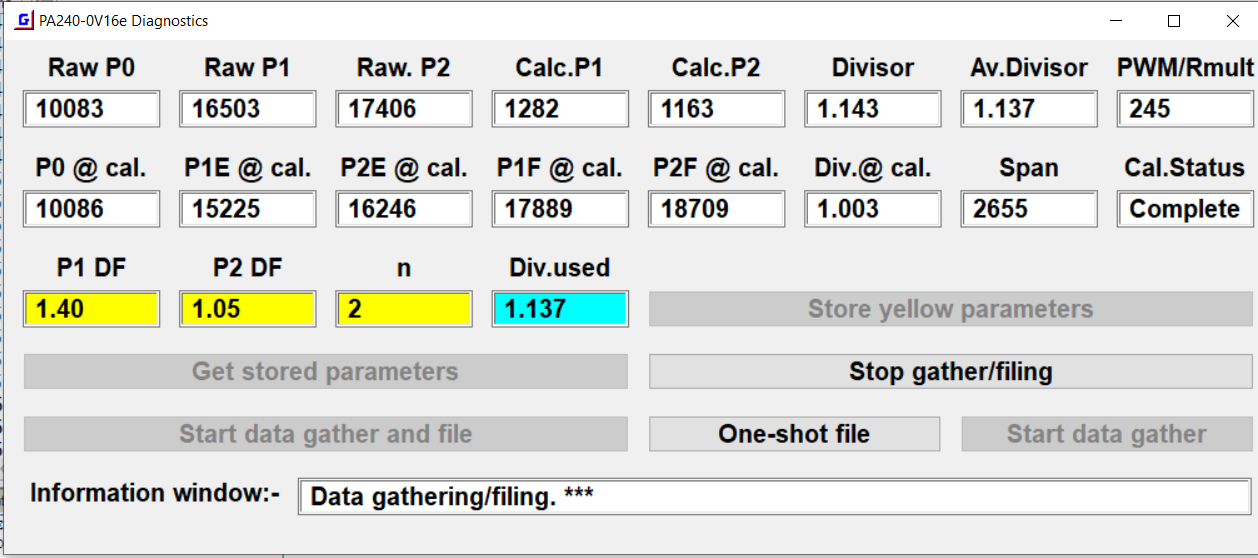 PA240-0V16e Diagnostics
Raw P0 Raw P1 Raw. P2 Calc.P1 Calc.P2 Divisor Av.Divisor PWM/Rmult
10083 16503 17406 1282 1163 1.143 1.137 245
P0 @ cal. P1E @ cal. P2E @ cal. P1F @ cal. P2F @ cal. Div.@ cal. Span Cal.Status
10086 15225 16246 17889 18709 1.003 2655 Complete
P1 DF P2 DF n Div.used
1.40 1.05 2 1.137 Store yellow parameters
Get stored parameters Stop gather/filing
Start data gather and file One-shot file Start data gather
Information window:- Data gathering/filing. ***